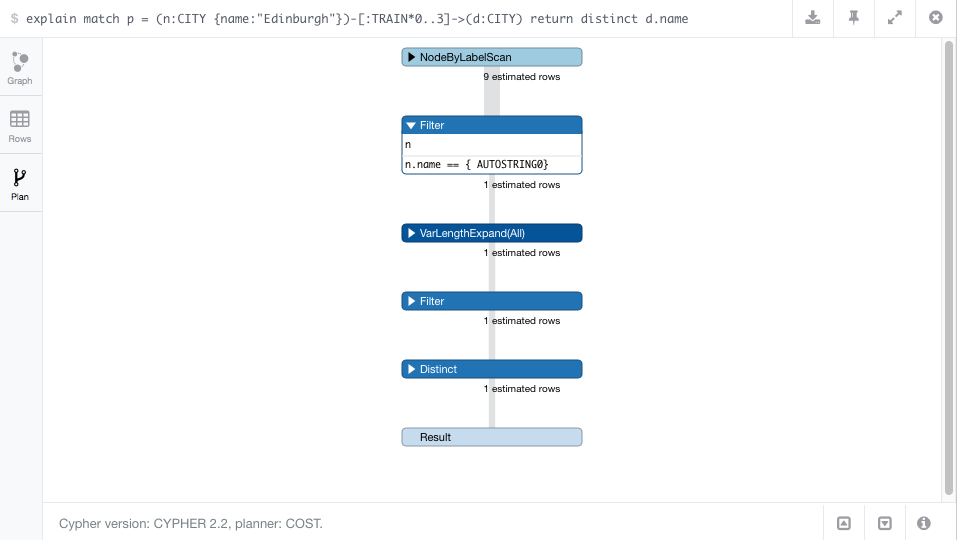 $ explain match p = (n:CITY {name:"Edinburgh"})-[:TRAIN*0..3]->(d:CITY) return distinct d.name
Graph
Rows
Plan
NodeByLabelScan
9 estimated rows
Filter
n
n.name == { AUTOSTRING0}
1 estimated rows
VarLengthExpand(All)
1 estimated rows
Filter
1 estimated rows
Distinct
1 estimated rows
Result
Cypher version: CYPHER 2.2, planner: COST.